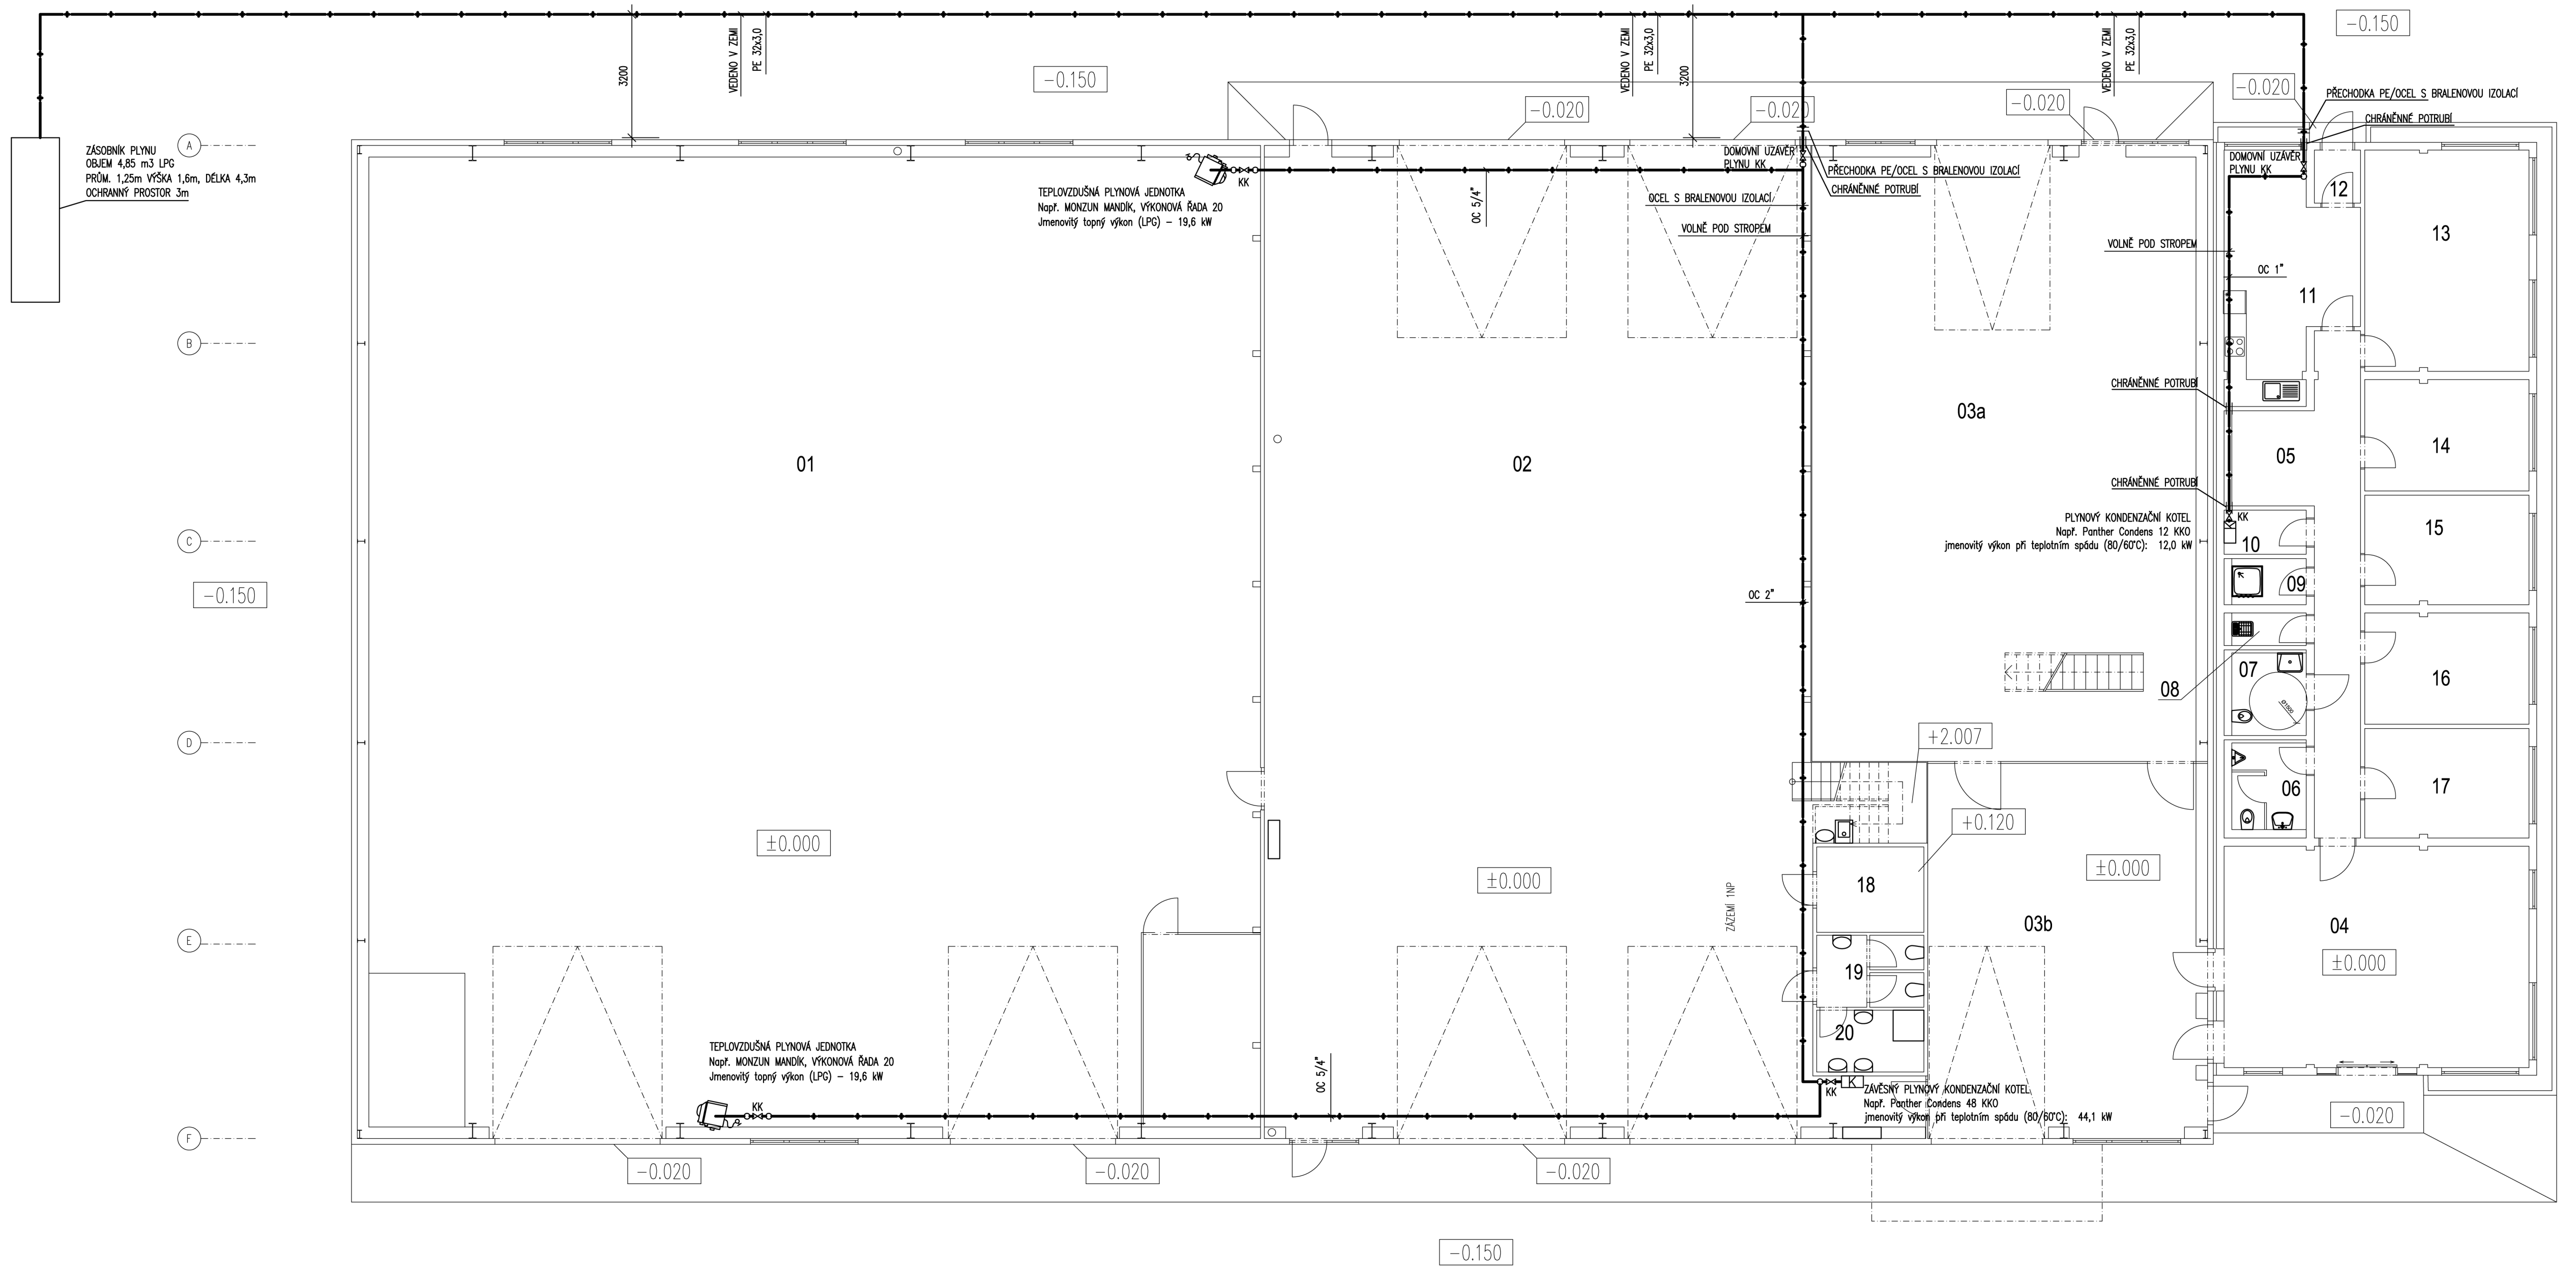 -0.150
VEDENO V ZEMI
PE 32x3,0
3200
VEDENO V ZEMI
PE 32x3,0
3200
VEDENO V ZEMI
PE 32x3,0
-0.150
-0.020
-0.020
-0.020
-0.020
PŘECHODKA PE/OCEL S BRALENOVOU IZOLACÍ
CHRÁNĚNNÉ POTRUBÍ
A
ZÁSOBNÍK PLYNU
OBJEM 4,85 m3 LPG
PRŮM. 1,25m VÝŠKA 1,6m, DÉLKA 4,3m
OCHRANNÝ PROSTOR 3m
DOMOVNÍ UZÁVĚR
PLYNU KK
PŘECHODKA PE/OCEL S BRALENOVOU IZOLACÍ
CHRÁNĚNNÉ POTRUBÍ
DOMOVNÍ UZÁVĚR
PLYNU KK
KK
TEPLOVZDUŠNÁ PLYNOVÁ JEDNOTKA
Např. MONZUN MANDÍK, VÝKONOVÁ ŘADA 20
Jmenovitý topný výkon (LPG) – 19,6 kW
OC 5/4"
OCEL S BRALENOVOU IZOLACÍ
VOLNĚ POD STROPEM
12
13
VOLNĚ POD STROPEM
OC 1"
11
B
CHRÁNĚNNÉ POTRUBÍ
03a
14
01
02
05
CHRÁNĚNNÉ POTRUBÍ
KK
PLYNOVÝ KONDENZAČNÍ KOTEL
Např. Panther Condens 12 KKO
jmenovitý výkon při teplotním spádu (80/60°C): 12,0 kW
15
C
10
-0.150
09
OC 2"
07
08
16
Ø1500
D
+2.007
06
17
+0.120
±0.000
±0.000
±0.000
18
ZÁZEMÍ 1NP
03b
04
E
±0.000
19
20
TEPLOVZDUŠNÁ PLYNOVÁ JEDNOTKA
Např. MONZUN MANDÍK, VÝKONOVÁ ŘADA 20
Jmenovitý topný výkon (LPG) – 19,6 kW
OC 5/4"
K
KK
KK
ZÁVĚSNÝ PLYNOVÝ KONDENZAČNÍ KOTEL
Např. Panther Condens 48 KKO
jmenovitý výkon při teplotním spádu (80/60°C): 44,1 kW
-0.020
F
-0.020
-0.020
-0.020
-0.150